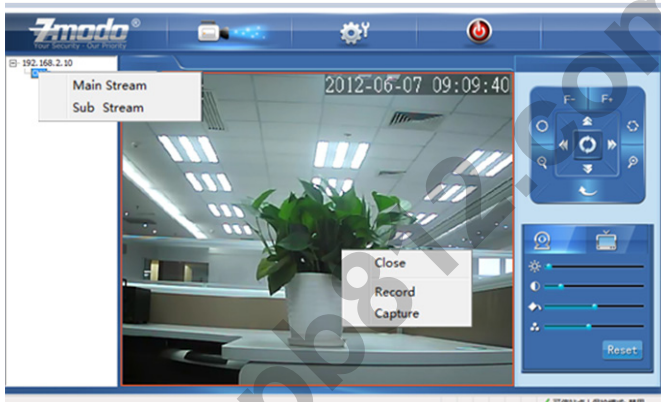 Zmodo®
Your Security - Our Priority
192.168.2.10
Main Stream
Sub Stream
2012-06-07 09:09:40
F- F+
Close
Record
Capture
Reset